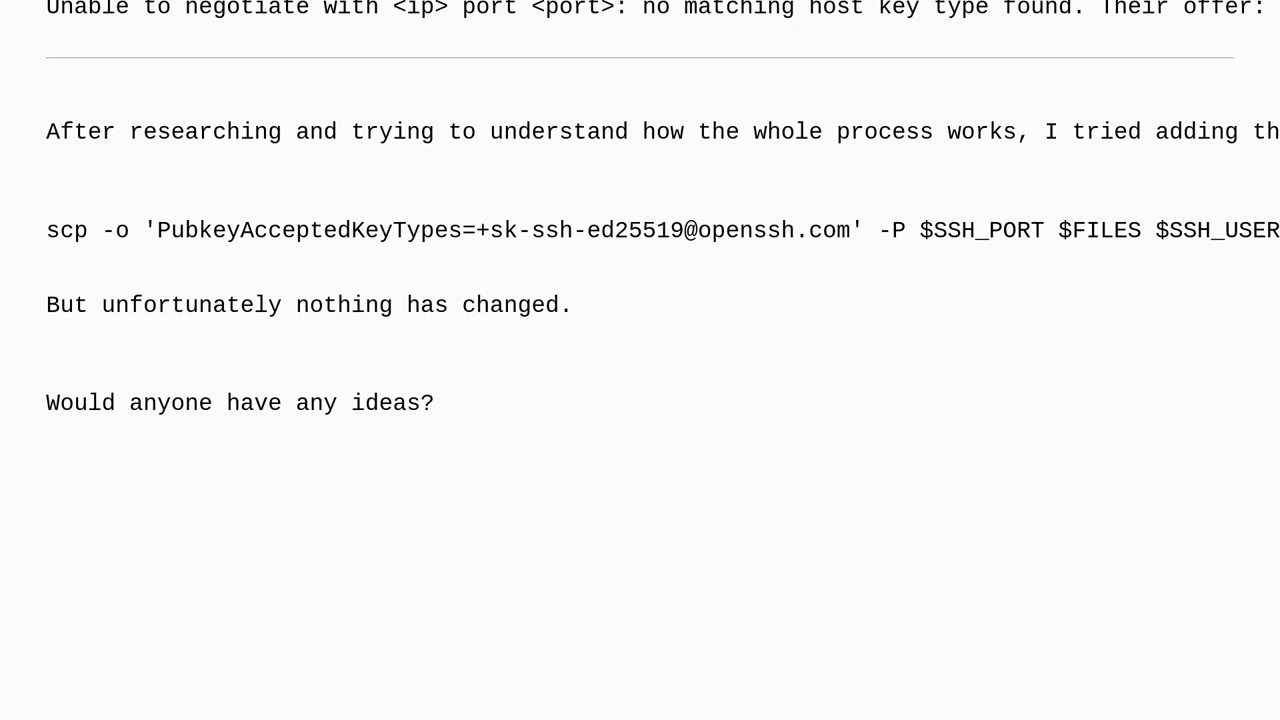 Unable to negotiate with <ip> port <port>: no matching host key type found. Their offer:
After researching and trying to understand how the whole process works, I tried adding th
scp -o 'PubkeyAcceptedKeyTypes=+sk-ssh-ed25519@openssh.com' -P $SSH_PORT $FILES $SSH_USER
But unfortunately nothing has changed.
Would anyone have any ideas?